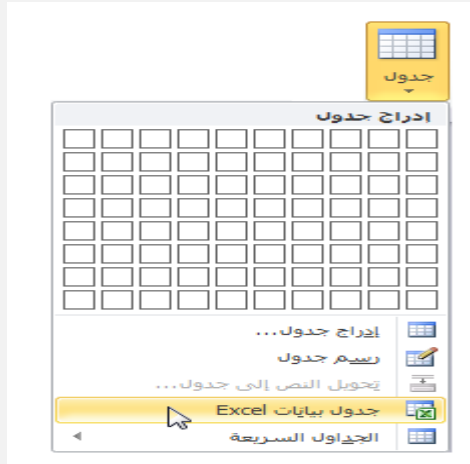 جدول
إدراج جدول
إدراج جدول...
رسم جدول
تحويل النص إلى جدول...
جدول بيانات Excel
الجداول السريعة